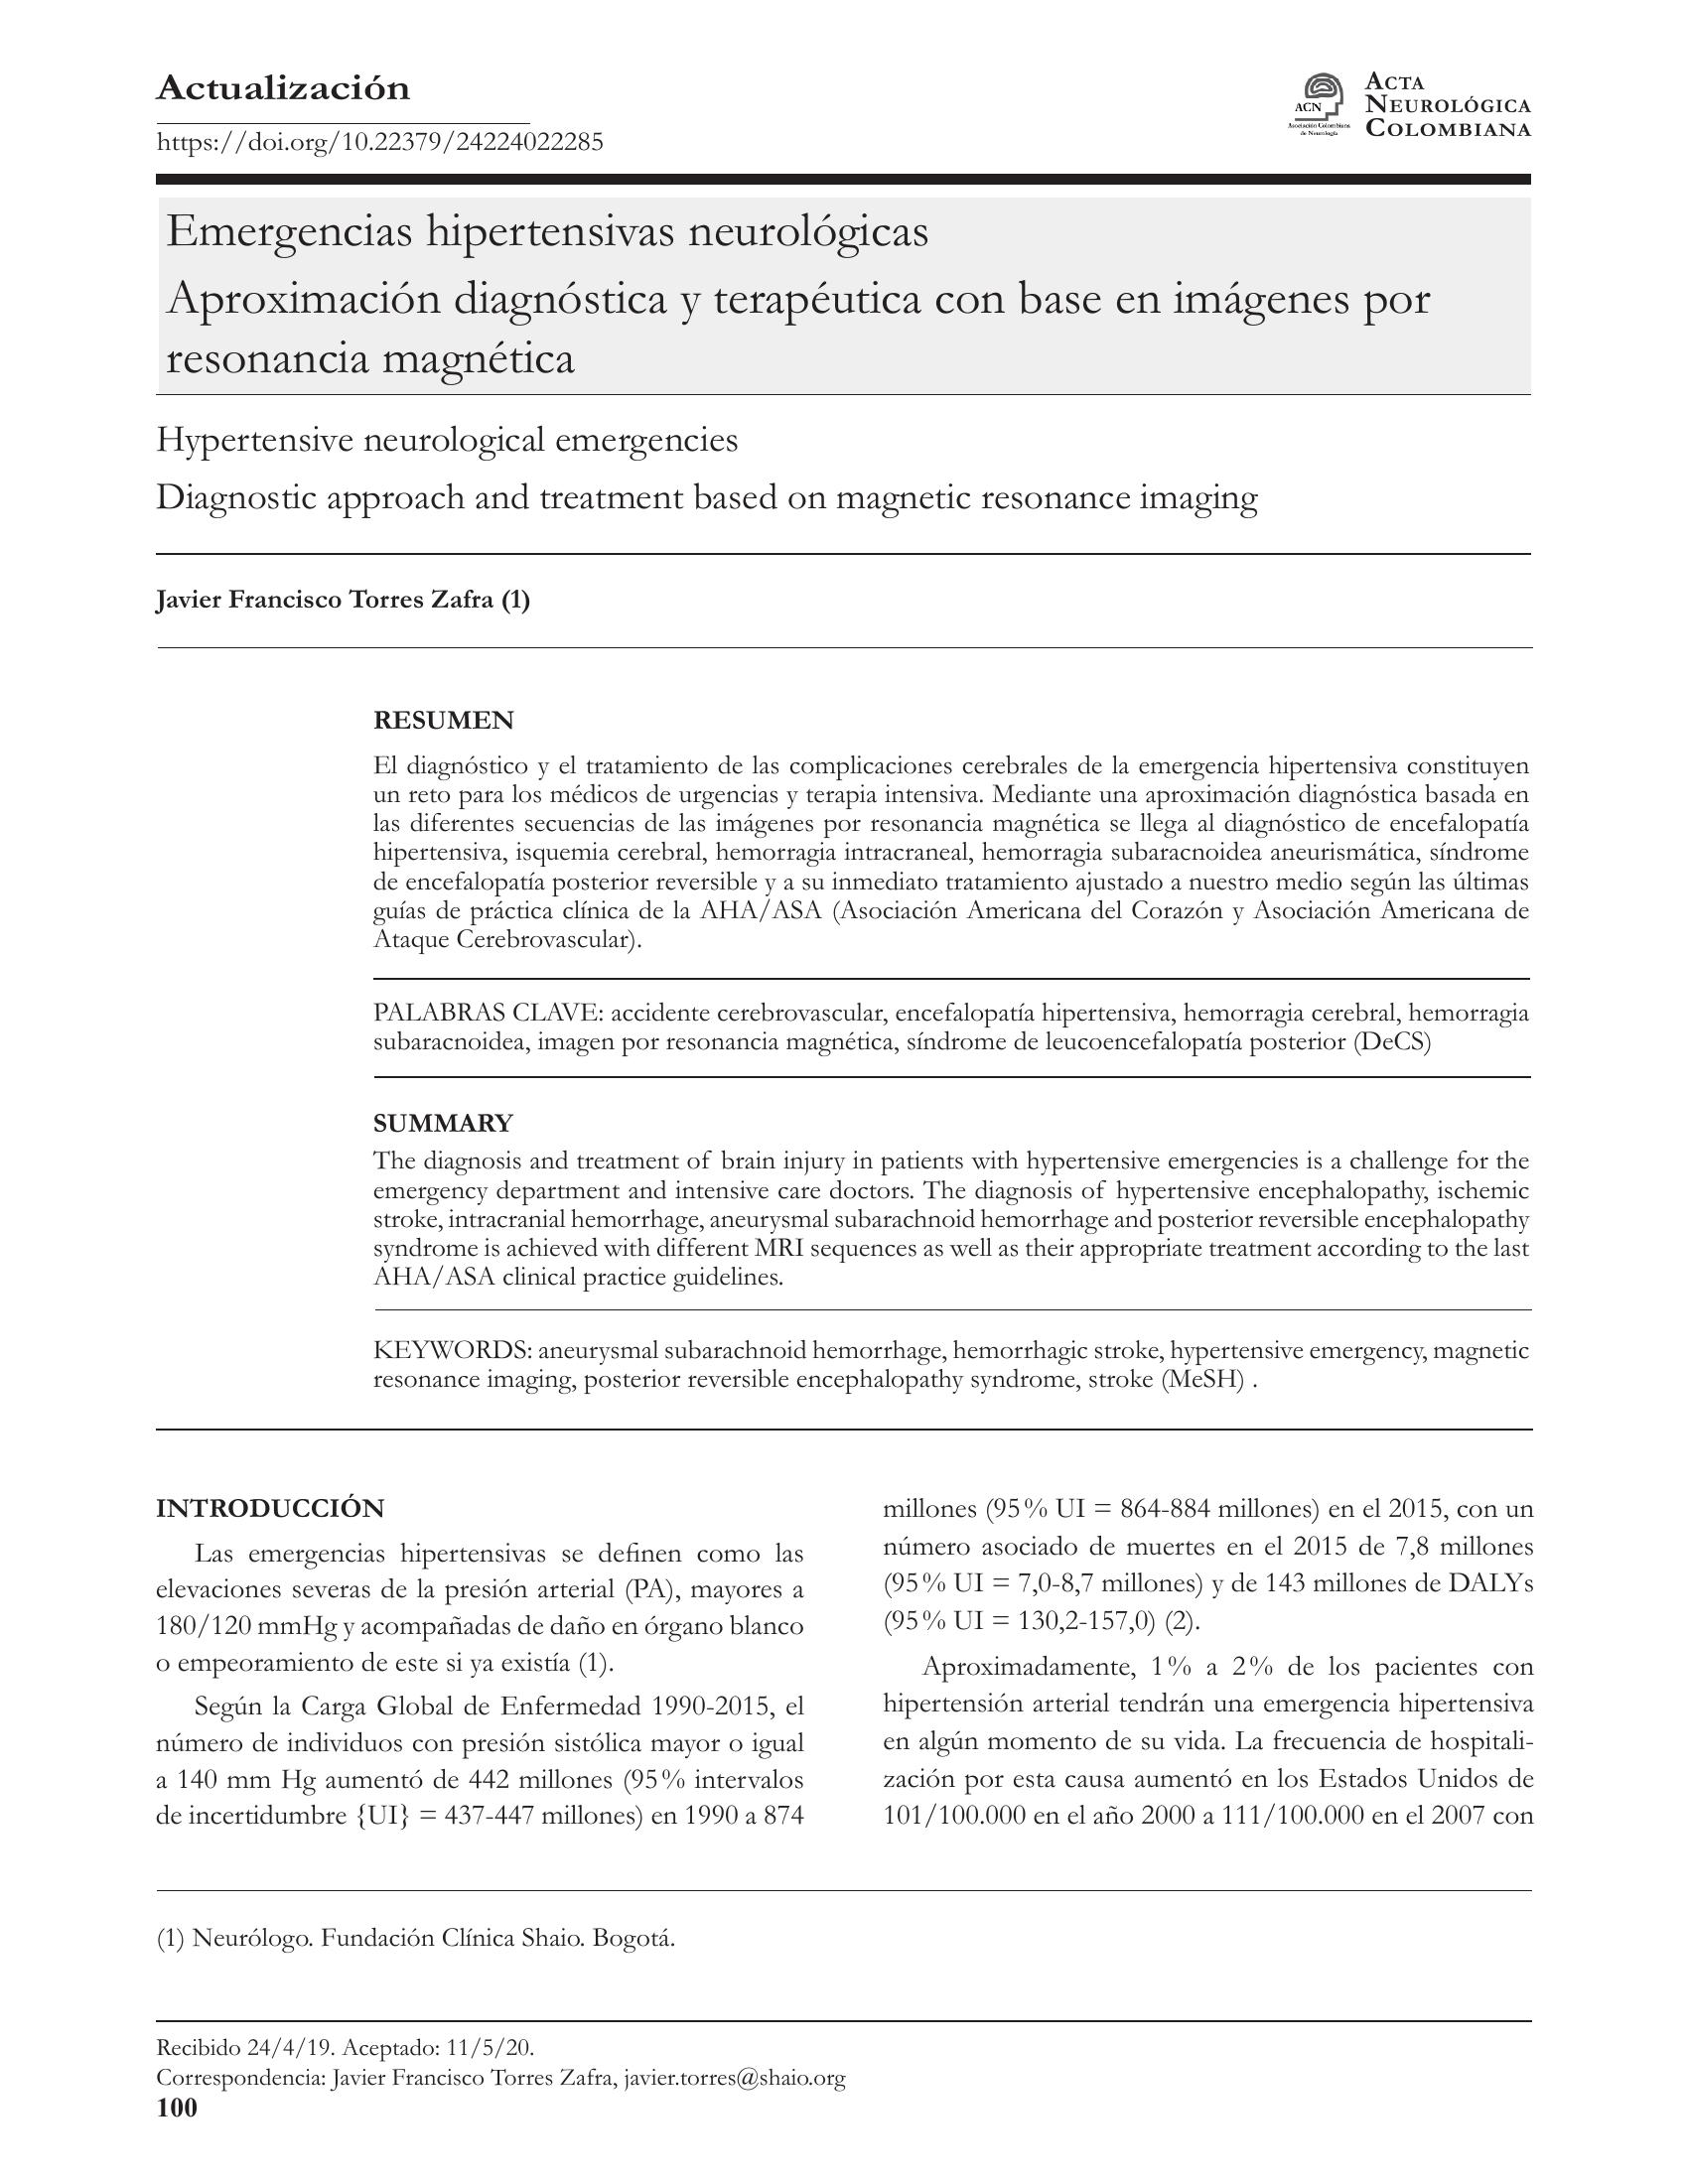 Actualización
https://doi.org/10.22379/24224022285
ACN
Asociación Colombiana
de Neurología
ACTA
NEUROLÓGICA
COLOMBIANA
Emergencias hipertensivas neurológicas
Aproximación diagnóstica y terapéutica con base en imágenes por
resonancia magnética
Hypertensive neurological emergencies
Diagnostic approach and treatment based on magnetic resonance imaging
Javier Francisco Torres Zafra (1)
RESUMEN
El diagnóstico y el tratamiento de las complicaciones cerebrales de la emergencia hipertensiva constituyen
un reto para los médicos de urgencias y terapia intensiva. Mediante una aproximación diagnóstica basada en
las diferentes secuencias de las imágenes por resonancia magnética se llega al diagnóstico de encefalopatía
hipertensiva, isquemia cerebral, hemorragia intracraneal, hemorragia subaracnoidea aneurismática, síndrome
de encefalopatía posterior reversible y a su inmediato tratamiento ajustado a nuestro medio según las últimas
guías de práctica clínica de la AHA/ASA (Asociación Americana del Corazón y Asociación Americana de
Ataque Cerebrovascular).
PALABRAS CLAVE: accidente cerebrovascular, encefalopatía hipertensiva, hemorragia cerebral, hemorragia
subaracnoidea, imagen por resonancia magnética, síndrome de leucoencefalopatía posterior (DeCS)
SUMMARY
The diagnosis and treatment of brain injury in patients with hypertensive emergencies is a challenge for the
emergency department and intensive care doctors. The diagnosis of hypertensive encephalopathy, ischemic
stroke, intracranial hemorrhage, aneurysmal subarachnoid hemorrhage and posterior reversible encephalopathy
syndrome is achieved with different MRI sequences as well as their appropriate treatment according to the last
AHA/ASA clinical practice guidelines.
KEYWORDS: aneurysmal subarachnoid hemorrhage, hemorrhagic stroke, hypertensive emergency, magnetic
resonance imaging, posterior reversible encephalopathy syndrome, stroke (MeSH) .
INTRODUCCIÓN
Las emergencias hipertensivas se definen como las
elevaciones severas de la presión arterial (PA), mayores a
180/120 mmHg y acompañadas de daño en órgano blanco
o empeoramiento de este si ya existía (1).
Según la Carga Global de Enfermedad 1990-2015, el
número de individuos con presión sistólica mayor o igual
a 140 mm Hg aumentó de 442 millones (95% intervalos
de incertidumbre {UI} = 437-447 millones) en 1990 a 874
millones (95% UI = 864-884 millones) en el 2015, con un
número asociado de muertes en el 2015 de 7,8 millones
(95% UI = 7,0-8,7 millones) y de 143 millones de DALYs
(95% UI = 130,2-157,0) (2).
Aproximadamente, 1% a 2% de los pacientes con
hipertensión arterial tendrán una emergencia hipertensiva
en algún momento de su vida. La frecuencia de hospitali-
zación por esta causa aumentó en los Estados Unidos de
101/100.000 en el año 2000 a 111/100.000 en el 2007 con
(1) Neurólogo. Fundación Clínica Shaio. Bogotá.
Recibido 24/4/19. Aceptado: 11/5/20.
Correspondencia: Javier Francisco Torres Zafra, javier.torres@shaio.org
100